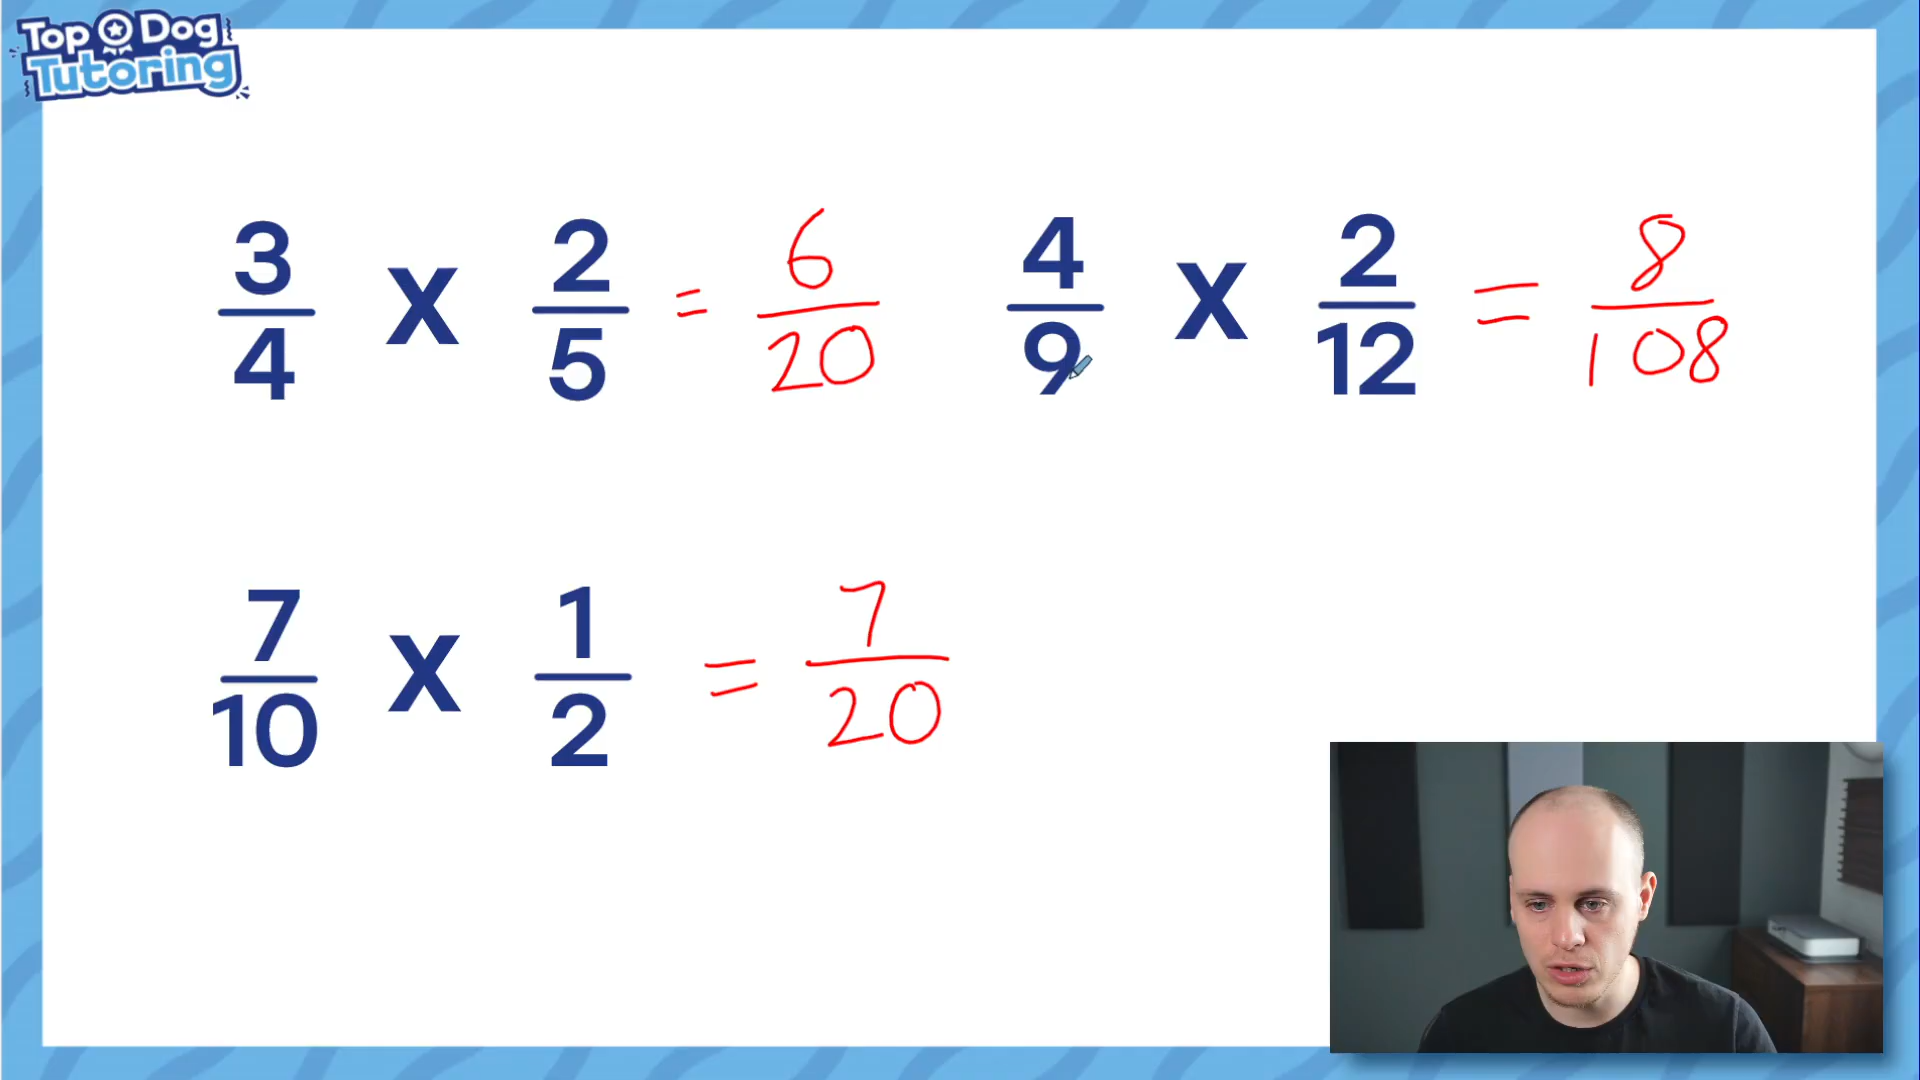 Top Dog
Tutoring
3/4 x 2/5 = 6/20
4/9 x 2/12 = 8/108
7/10 x 1/2 = 7/20